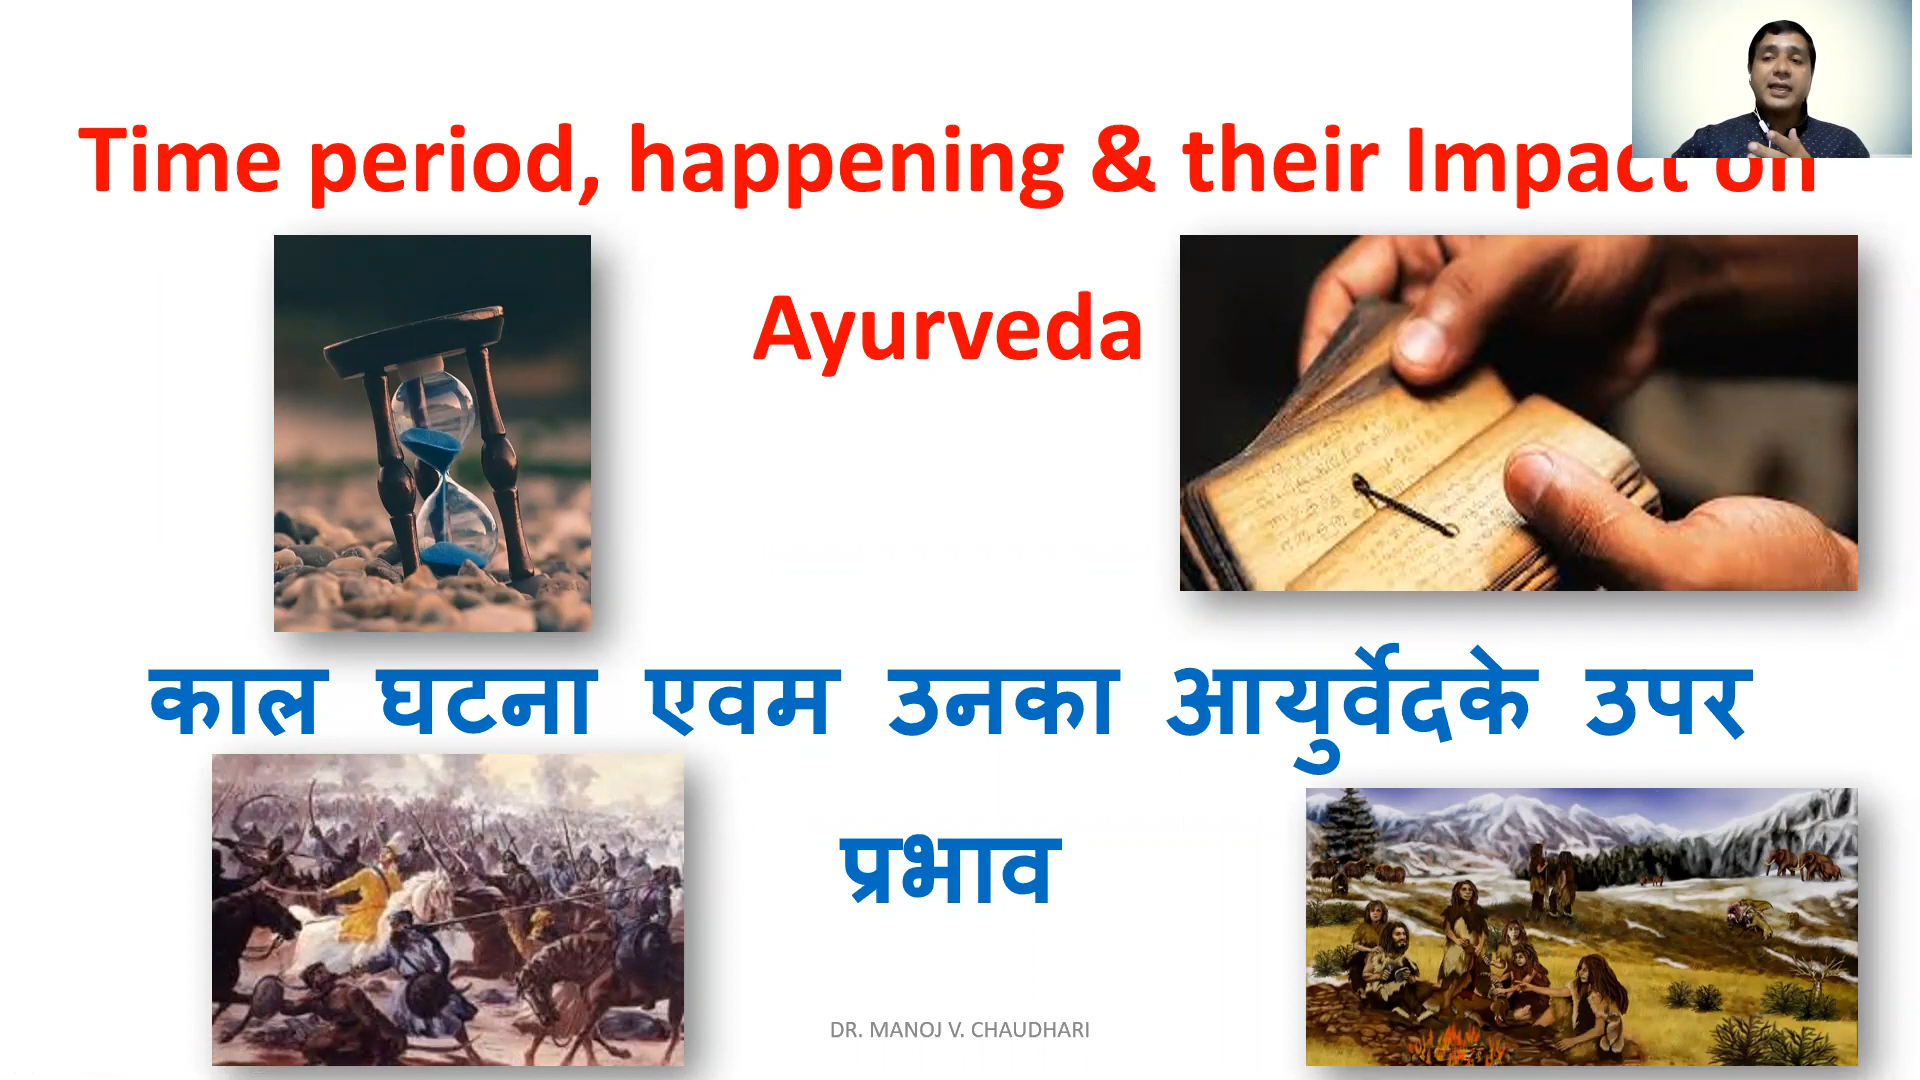 Time period, happening & their Impact on
Ayurveda
काल घटना एवम उनका आयुर्वेदके उपर
प्रभाव
DR. MANOJ V. CHAUDHARI